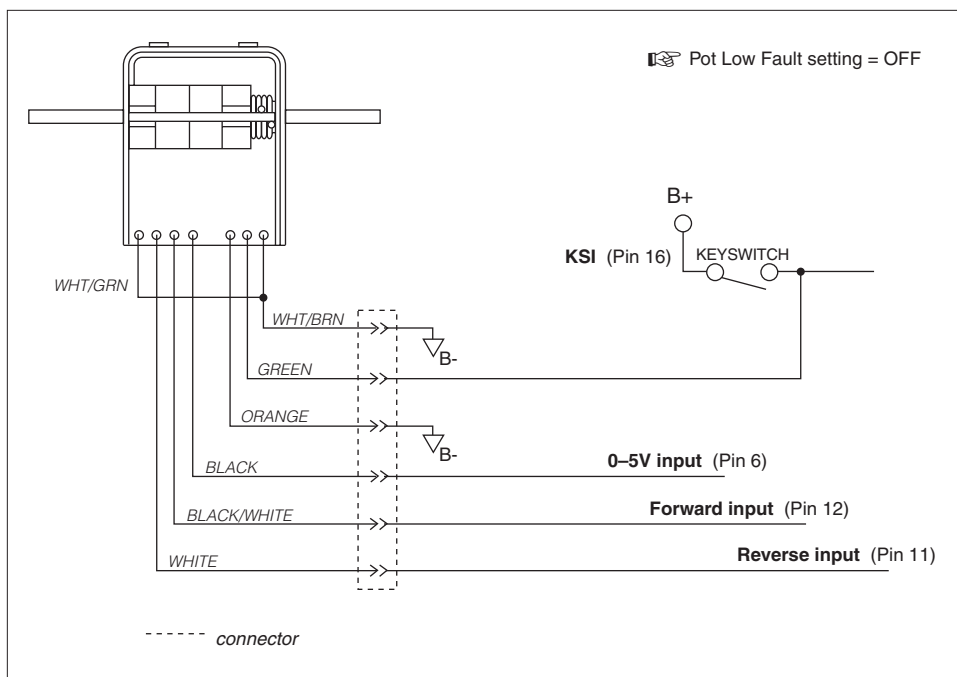 ☞ Pot Low Fault setting = OFF
B+
KSI (Pin 16)
KEYSWITCH
WHT/GRN
WHT/BRN
B-
GREEN
ORANGE
B-
BLACK
0–5V input (Pin 6)
BLACK/WHITE
Forward input (Pin 12)
WHITE
Reverse input (Pin 11)
connector